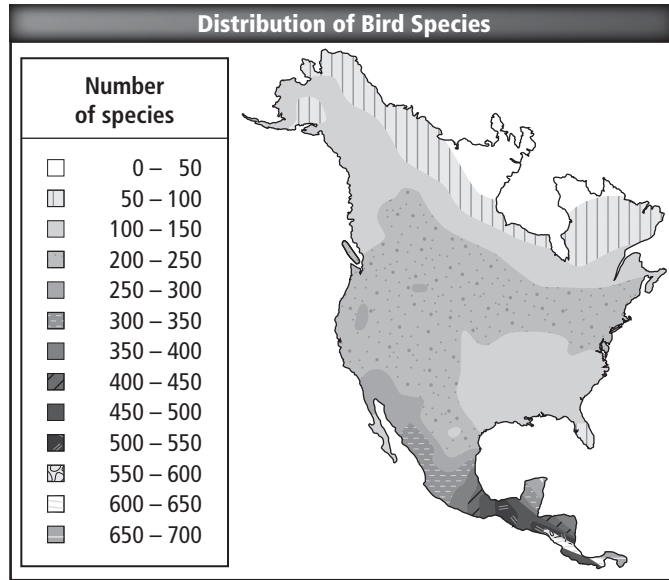 Distribution of Bird Species
Number
of species
0 – 50
50 – 100
100 – 150
200 – 250
250 – 300
300 – 350
350 – 400
400 – 450
450 – 500
500 – 550
550 – 600
600 – 650
650 – 700